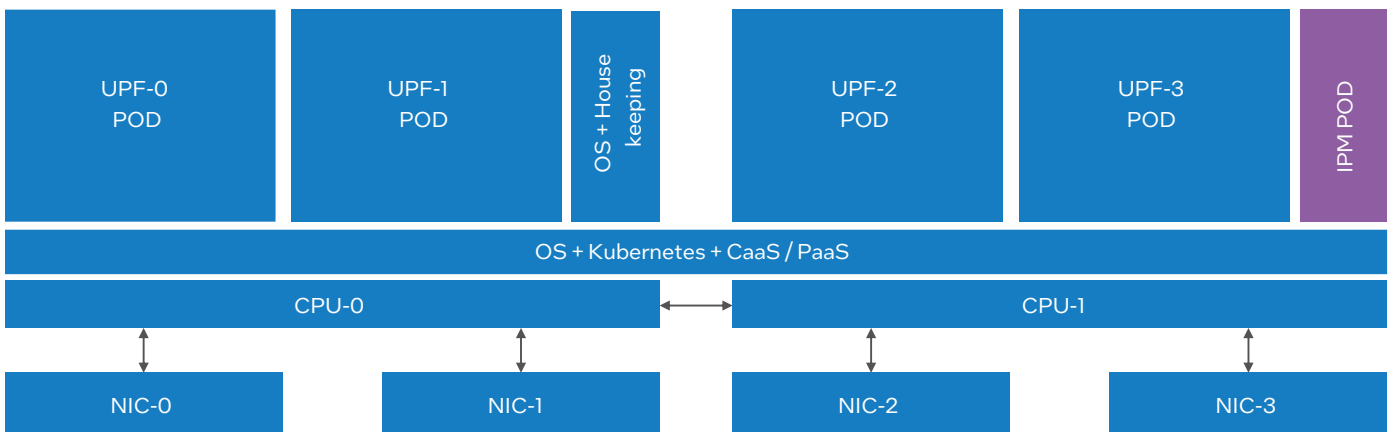 UPF-0
POD
UPF-1
POD
OS + House
keeping
UPF-2
POD
UPF-3
POD
IPM POD
OS + Kubernetes + CaaS / PaaS
CPU-0
CPU-1
NIC-0
NIC-1
NIC-2
NIC-3